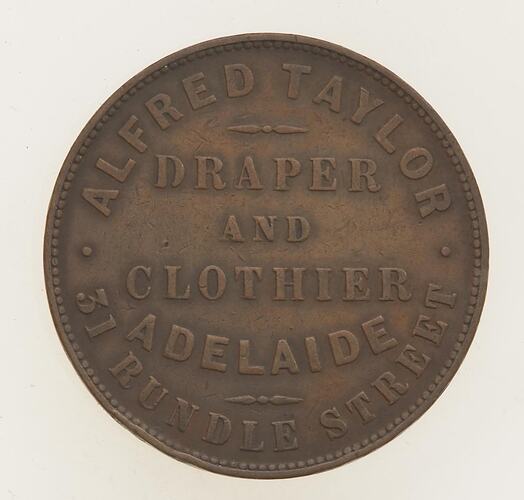 ALFRED TAYLOR
DRAPER
AND
CLOTHIER
ADELAIDE
31 RUNDLE STREET